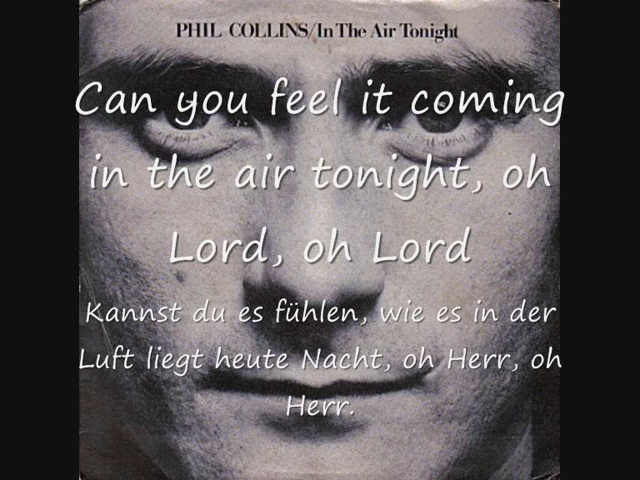 PHIL COLLINS/In The Air Tonight
Can you feel it coming
in the air tonight, oh
Lord, oh Lord
Kannst du es fühlen, wie es in der
Luft liegt heute Nacht, oh Herr, oh
Herr.